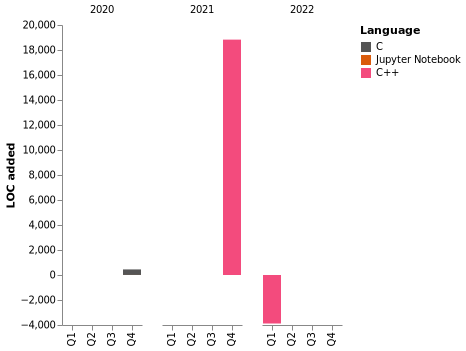 2020 2021 2022
Language
C
Jupyter Notebook
C++
LOC added
20,000
18,000
16,000
14,000
12,000
10,000
8,000
6,000
4,000
2,000
0
−2,000
−4,000
Q1 Q2 Q3 Q4 Q1 Q2 Q3 Q4 Q1 Q2 Q3 Q4